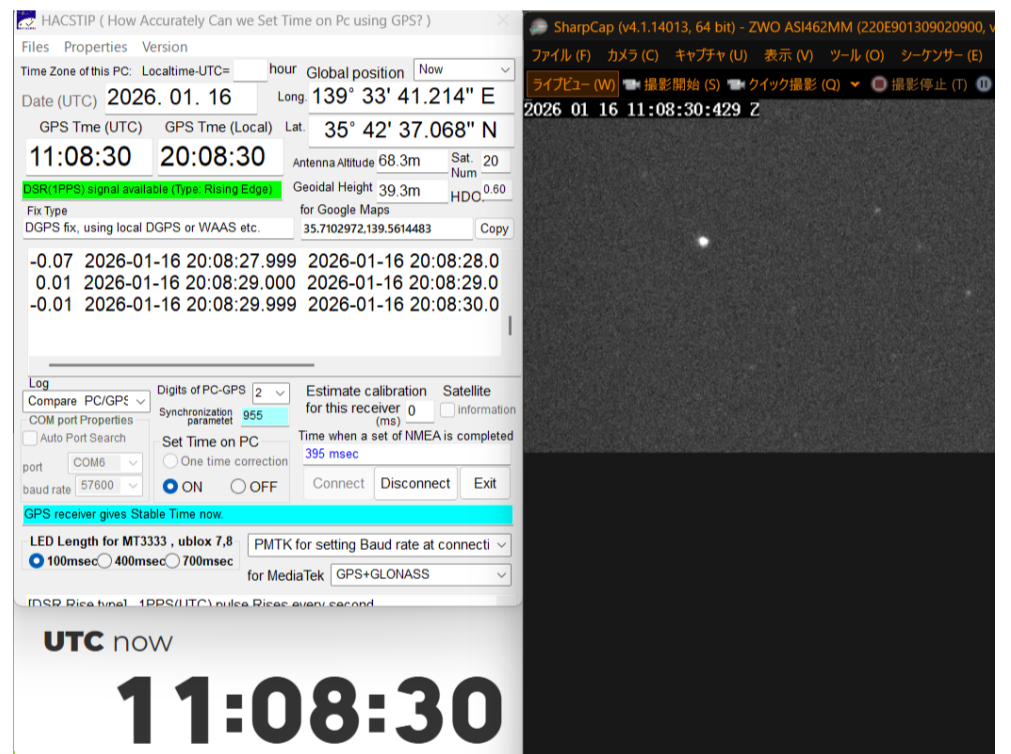 HACSTIP ( How Accurately Can we Set Time on Pc using GPS? )
Files Properties Version
Time Zone of this PC: Localtime-UTC= hour
Global position Now
Date (UTC) 2026. 01. 16
Long. 139° 33' 41.214" E
GPS Tme (UTC) GPS Tme (Local)
Lat. 35° 42' 37.068" N
11:08:30 20:08:30
Antenna Altitude 68.3m Sat. Num 20
DSR(1PPS) signal available (Type: Rising Edge)
Geoidal Height 39.3m HDO. 0.60
Fix Type
for Google Maps
DGPS fix, using local DGPS or WAAS etc.
35.7102972,139.5614483 Copy
-0.07 2026-01-16 20:08:27.999 2026-01-16 20:08:28.0
0.01 2026-01-16 20:08:29.000 2026-01-16 20:08:29.0
-0.01 2026-01-16 20:08:29.999 2026-01-16 20:08:30.0
Log
Compare PC/GPS
Digits of PC-GPS 2
Synchronization parametet 955
Estimate calibration for this receiver (ms) 0
Satellite information
COM port Properties
Auto Port Search
port COM6
baud rate 57600
Set Time on PC
One time correction
ON OFF
Time when a set of NMEA is completed
395 msec
Connect Disconnect Exit
GPS receiver gives Stable Time now.
LED Length for MT3333 , ublox 7,8
100msec 400msec 700msec
PMTK for setting Baud rate at connecti
for MediaTek GPS+GLONASS
[DSR Rise type] 1PPS(UTC) pulse Rises every second
UTC now
11:08:30
SharpCap (v4.1.14013, 64 bit) - ZWO ASI462MM (220E901309020900, v
ファイル (F) カメラ (C) キャプチャ (U) 表示 (V) ツール (O) シーケンサー (E)
ライブビュー (W) 撮影開始 (S) クイック撮影 (Q) 撮影停止 (T)
2026 01 16 11:08:30:429 Z